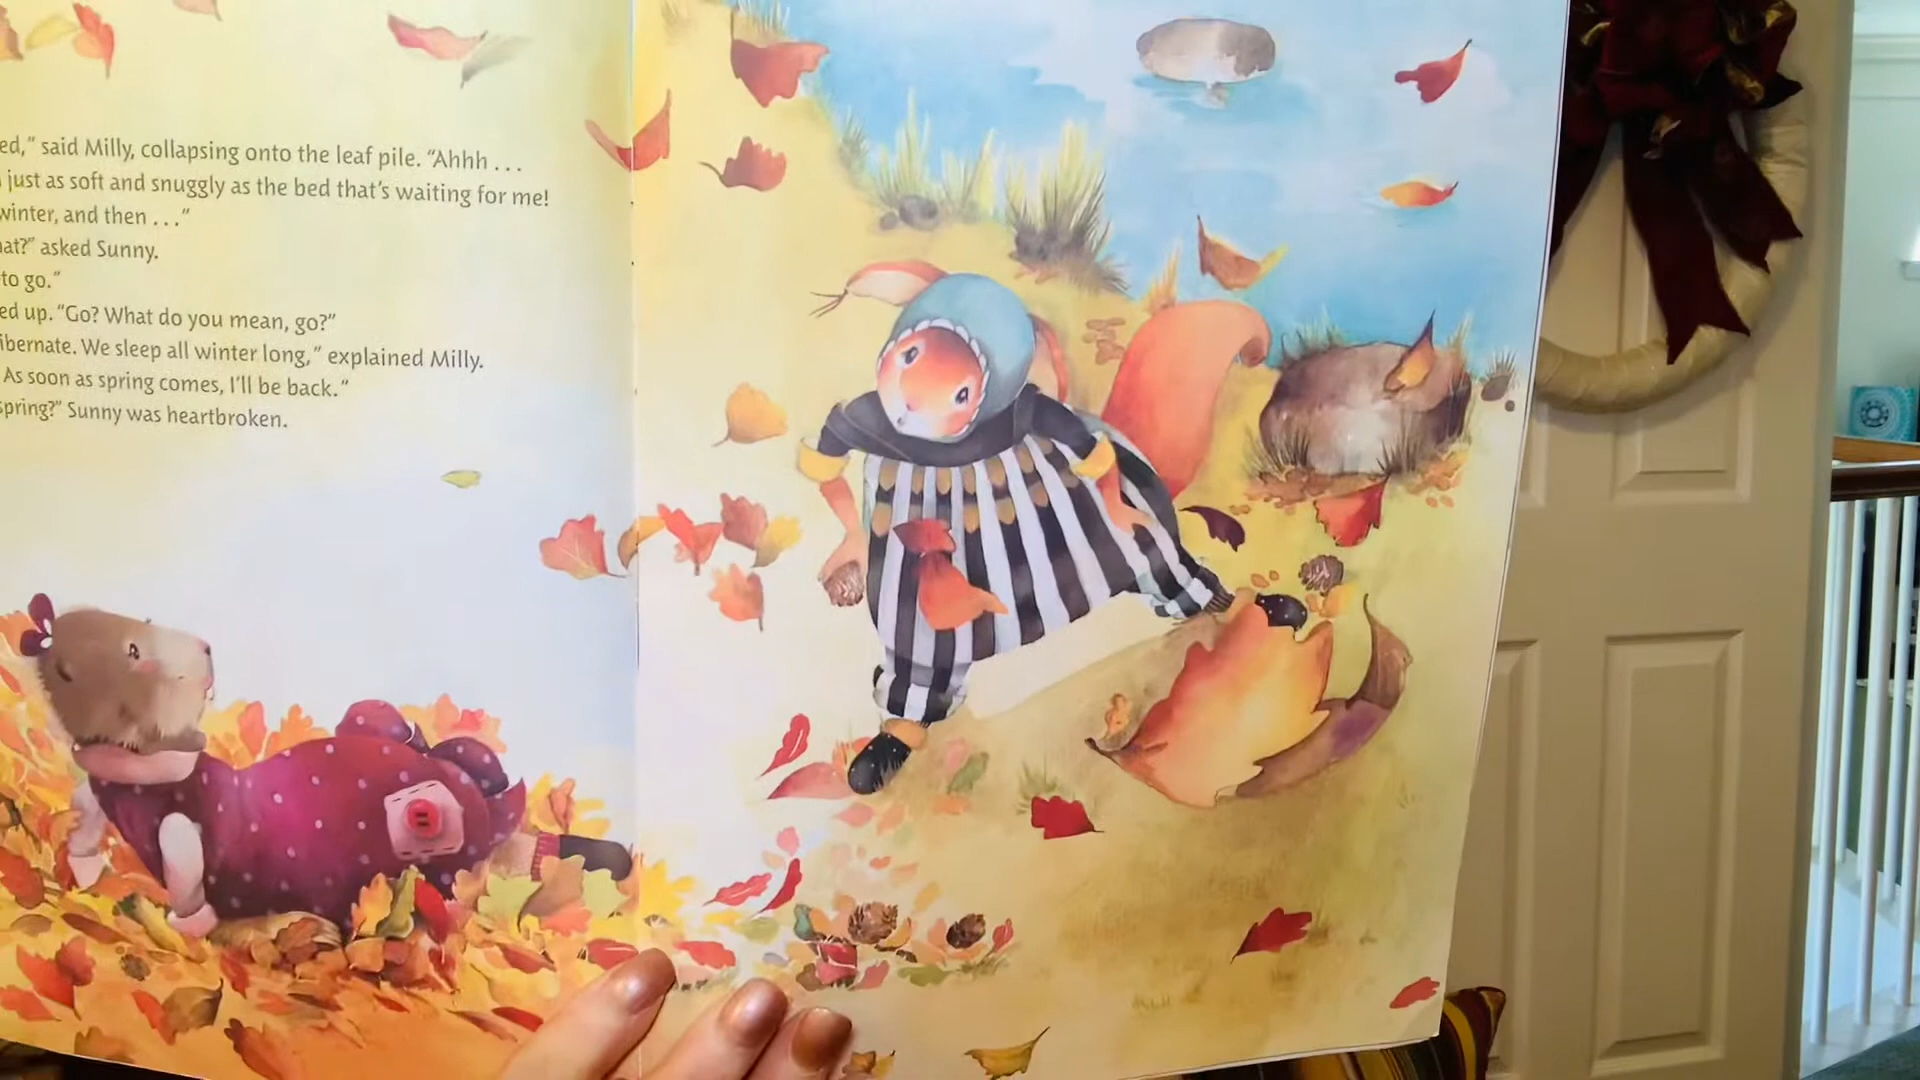 ed,” said Milly, collapsing onto the leaf pile. “Ahhh . . .
just as soft and snuggly as the bed that’s waiting for me!
winter, and then . . .”
at?” asked Sunny.
to go.”
ed up. “Go? What do you mean, go?”
ibernate. We sleep all winter long,” explained Milly.
As soon as spring comes, I’ll be back.”
spring?” Sunny was heartbroken.